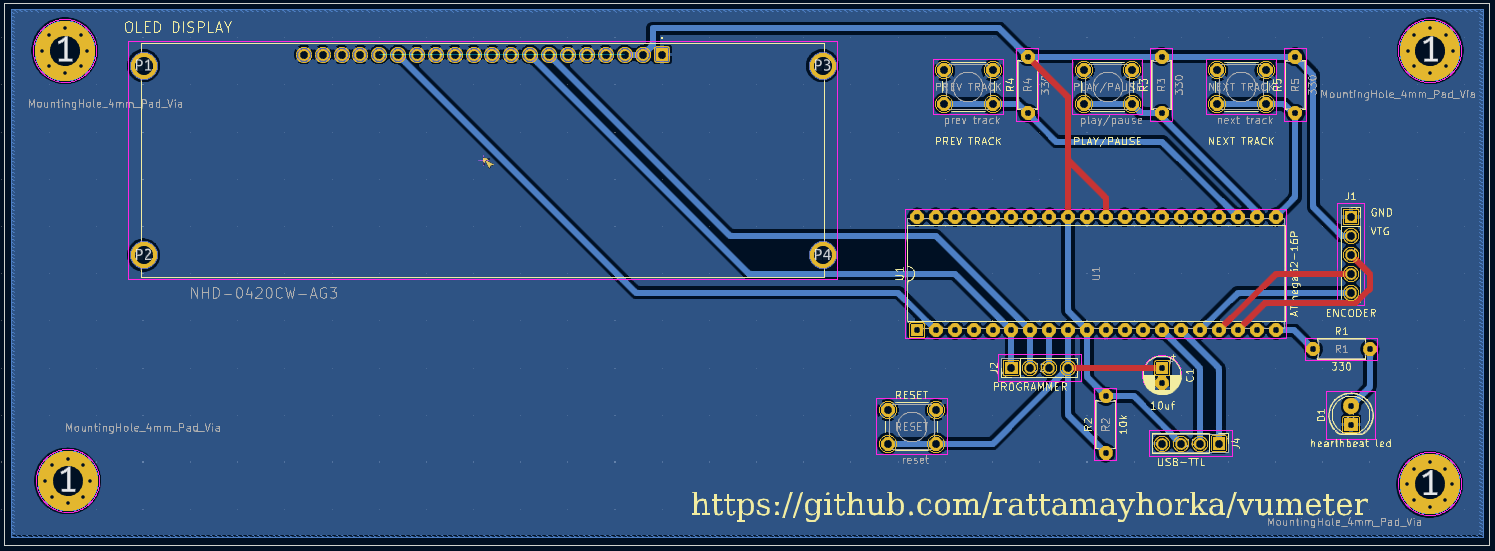 OLED DISPLAY
1
1
P1
P3
MountingHole_4mm_Pad_Via
MountingHole_4mm_Pad_Via
PREV TRACK
R4
R4
330
PLAY/PAUSE
R3
R3
330
NEXT TRACK
R5
R5
330
prev track
play/pause
next track
PREV TRACK
PLAY/PAUSE
NEXT TRACK
J1
GND
VTG
P2
P4
U1
U1
NHD-0420CW-AG3
ENCODER
R1
R1
330
J2
PROGRAMMER
C1
10uf
RESET
RESET
reset
R2
R2
10k
D1
hearthbeat led
J4
USB-TTL
MountingHole_4mm_Pad_Via
1
1
https://github.com/rattamayhorka/vumeter
MountingHole_4mm_Pad_Via